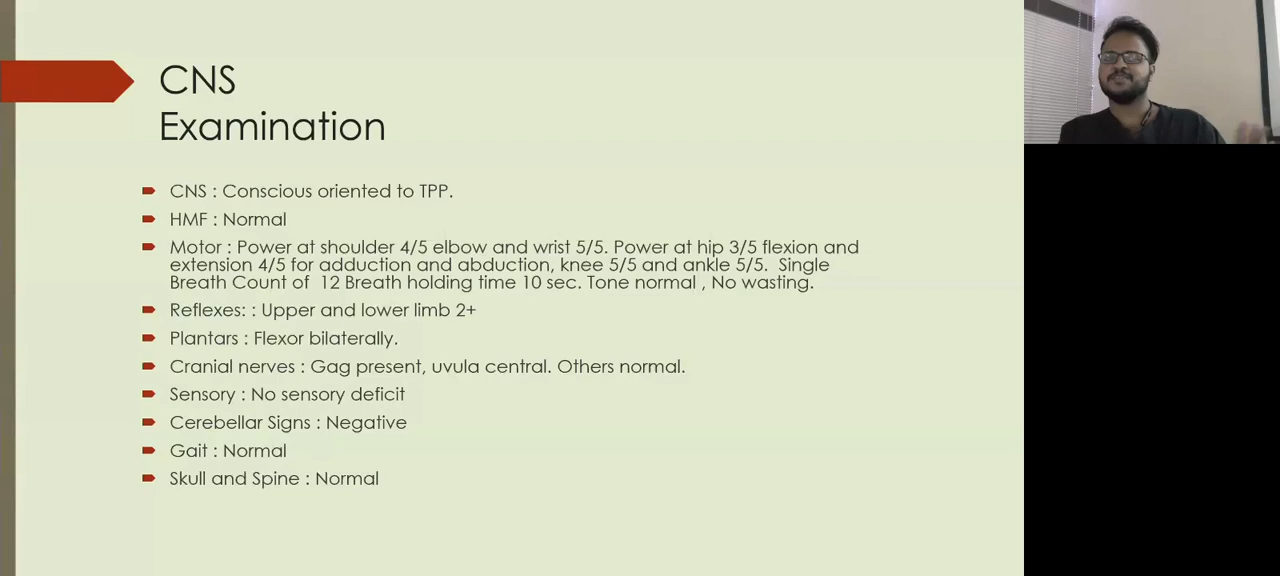 CNS
Examination
CNS : Conscious oriented to TPP.
HMF : Normal
Motor : Power at shoulder 4/5 elbow and wrist 5/5. Power at hip 3/5 flexion and
extension 4/5 for adduction and abduction, knee 5/5 and ankle 5/5.  Single
Breath Count of  12 Breath holding time 10 sec. Tone normal , No wasting.
Reflexes: : Upper and lower limb 2+
Plantars : Flexor bilaterally.
Cranial nerves : Gag present, uvula central. Others normal.
Sensory : No sensory deficit
Cerebellar Signs : Negative
Gait : Normal
Skull and Spine : Normal